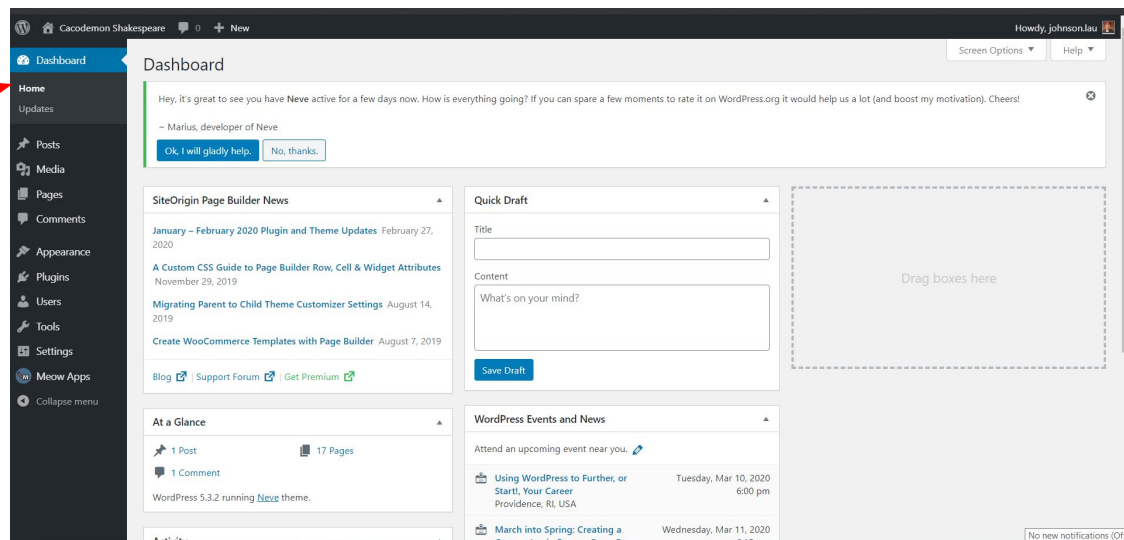 Cacodemon Shakespeare 0 New Howdy, johnson.lau
Screen Options Help
Dashboard
Home
Updates
Posts
Media
Pages
Comments
Appearance
Plugins
Users
Tools
Settings
Meow Apps
Collapse menu
Dashboard
Hey, it's great to see you have Neve active for a few days now. How is everything going? If you can spare a few moments to rate it on WordPress.org it would help us a lot (and boost my motivation). Cheers!
~ Marius, developer of Neve
Ok, I will gladly help. No, thanks.
SiteOrigin Page Builder News
January – February 2020 Plugin and Theme Updates February 27,
2020
A Custom CSS Guide to Page Builder Row, Cell & Widget Attributes
November 29, 2019
Migrating Parent to Child Theme Customizer Settings August 14,
2019
Create WooCommerce Templates with Page Builder August 7, 2019
Blog | Support Forum | Get Premium
At a Glance
1 Post 17 Pages
1 Comment
WordPress 5.3.2 running Neve theme.
Activity
Quick Draft
Title
Content
What's on your mind?
Save Draft
WordPress Events and News
Attend an upcoming event near you.
Using WordPress to Further, or Tuesday, Mar 10, 2020
Start!, Your Career 6:00 pm
Providence, RI, USA
March into Spring: Creating a Wednesday, Mar 11, 2020
Drag boxes here
No new notifications (Of